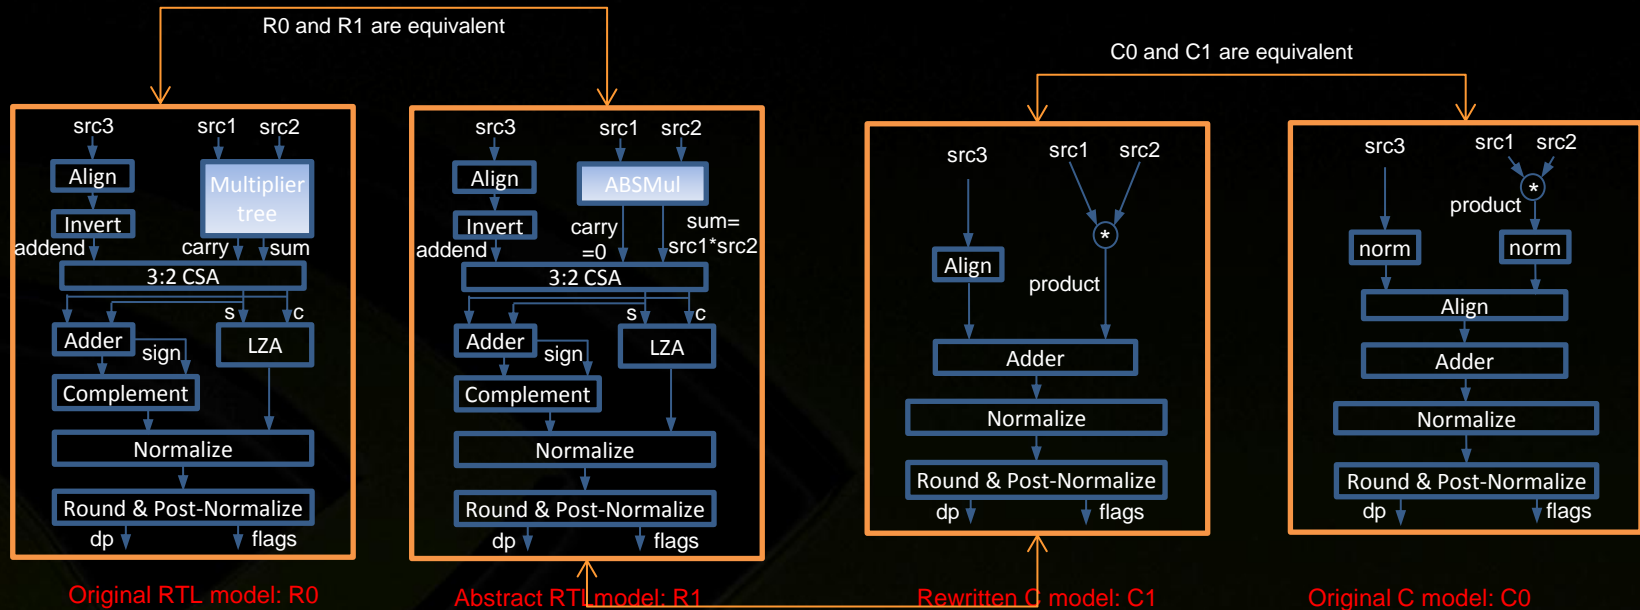 R0 and R1 are equivalent
C0 and C1 are equivalent
src3
src1
src2
Align
Multiplier
tree
Invert
addend
carry
sum
3:2 CSA
s
c
Adder
sign
LZA
Complement
Normalize
Round & Post-Normalize
dp
flags
Original RTL model: R0
src3
src1
src2
Align
ABSMul
Invert
addend
carry
=0
sum=
src1*src2
3:2 CSA
s
c
Adder
sign
LZA
Complement
Normalize
Round & Post-Normalize
dp
flags
Abstract RTL model: R1
src3
src1
src2
*
Align
product
Adder
Normalize
Round & Post-Normalize
dp
flags
Rewritten C model: C1
src3
src1
src2
*
product
norm
norm
Align
Adder
Normalize
Round & Post-Normalize
dp
flags
Original C model: C0